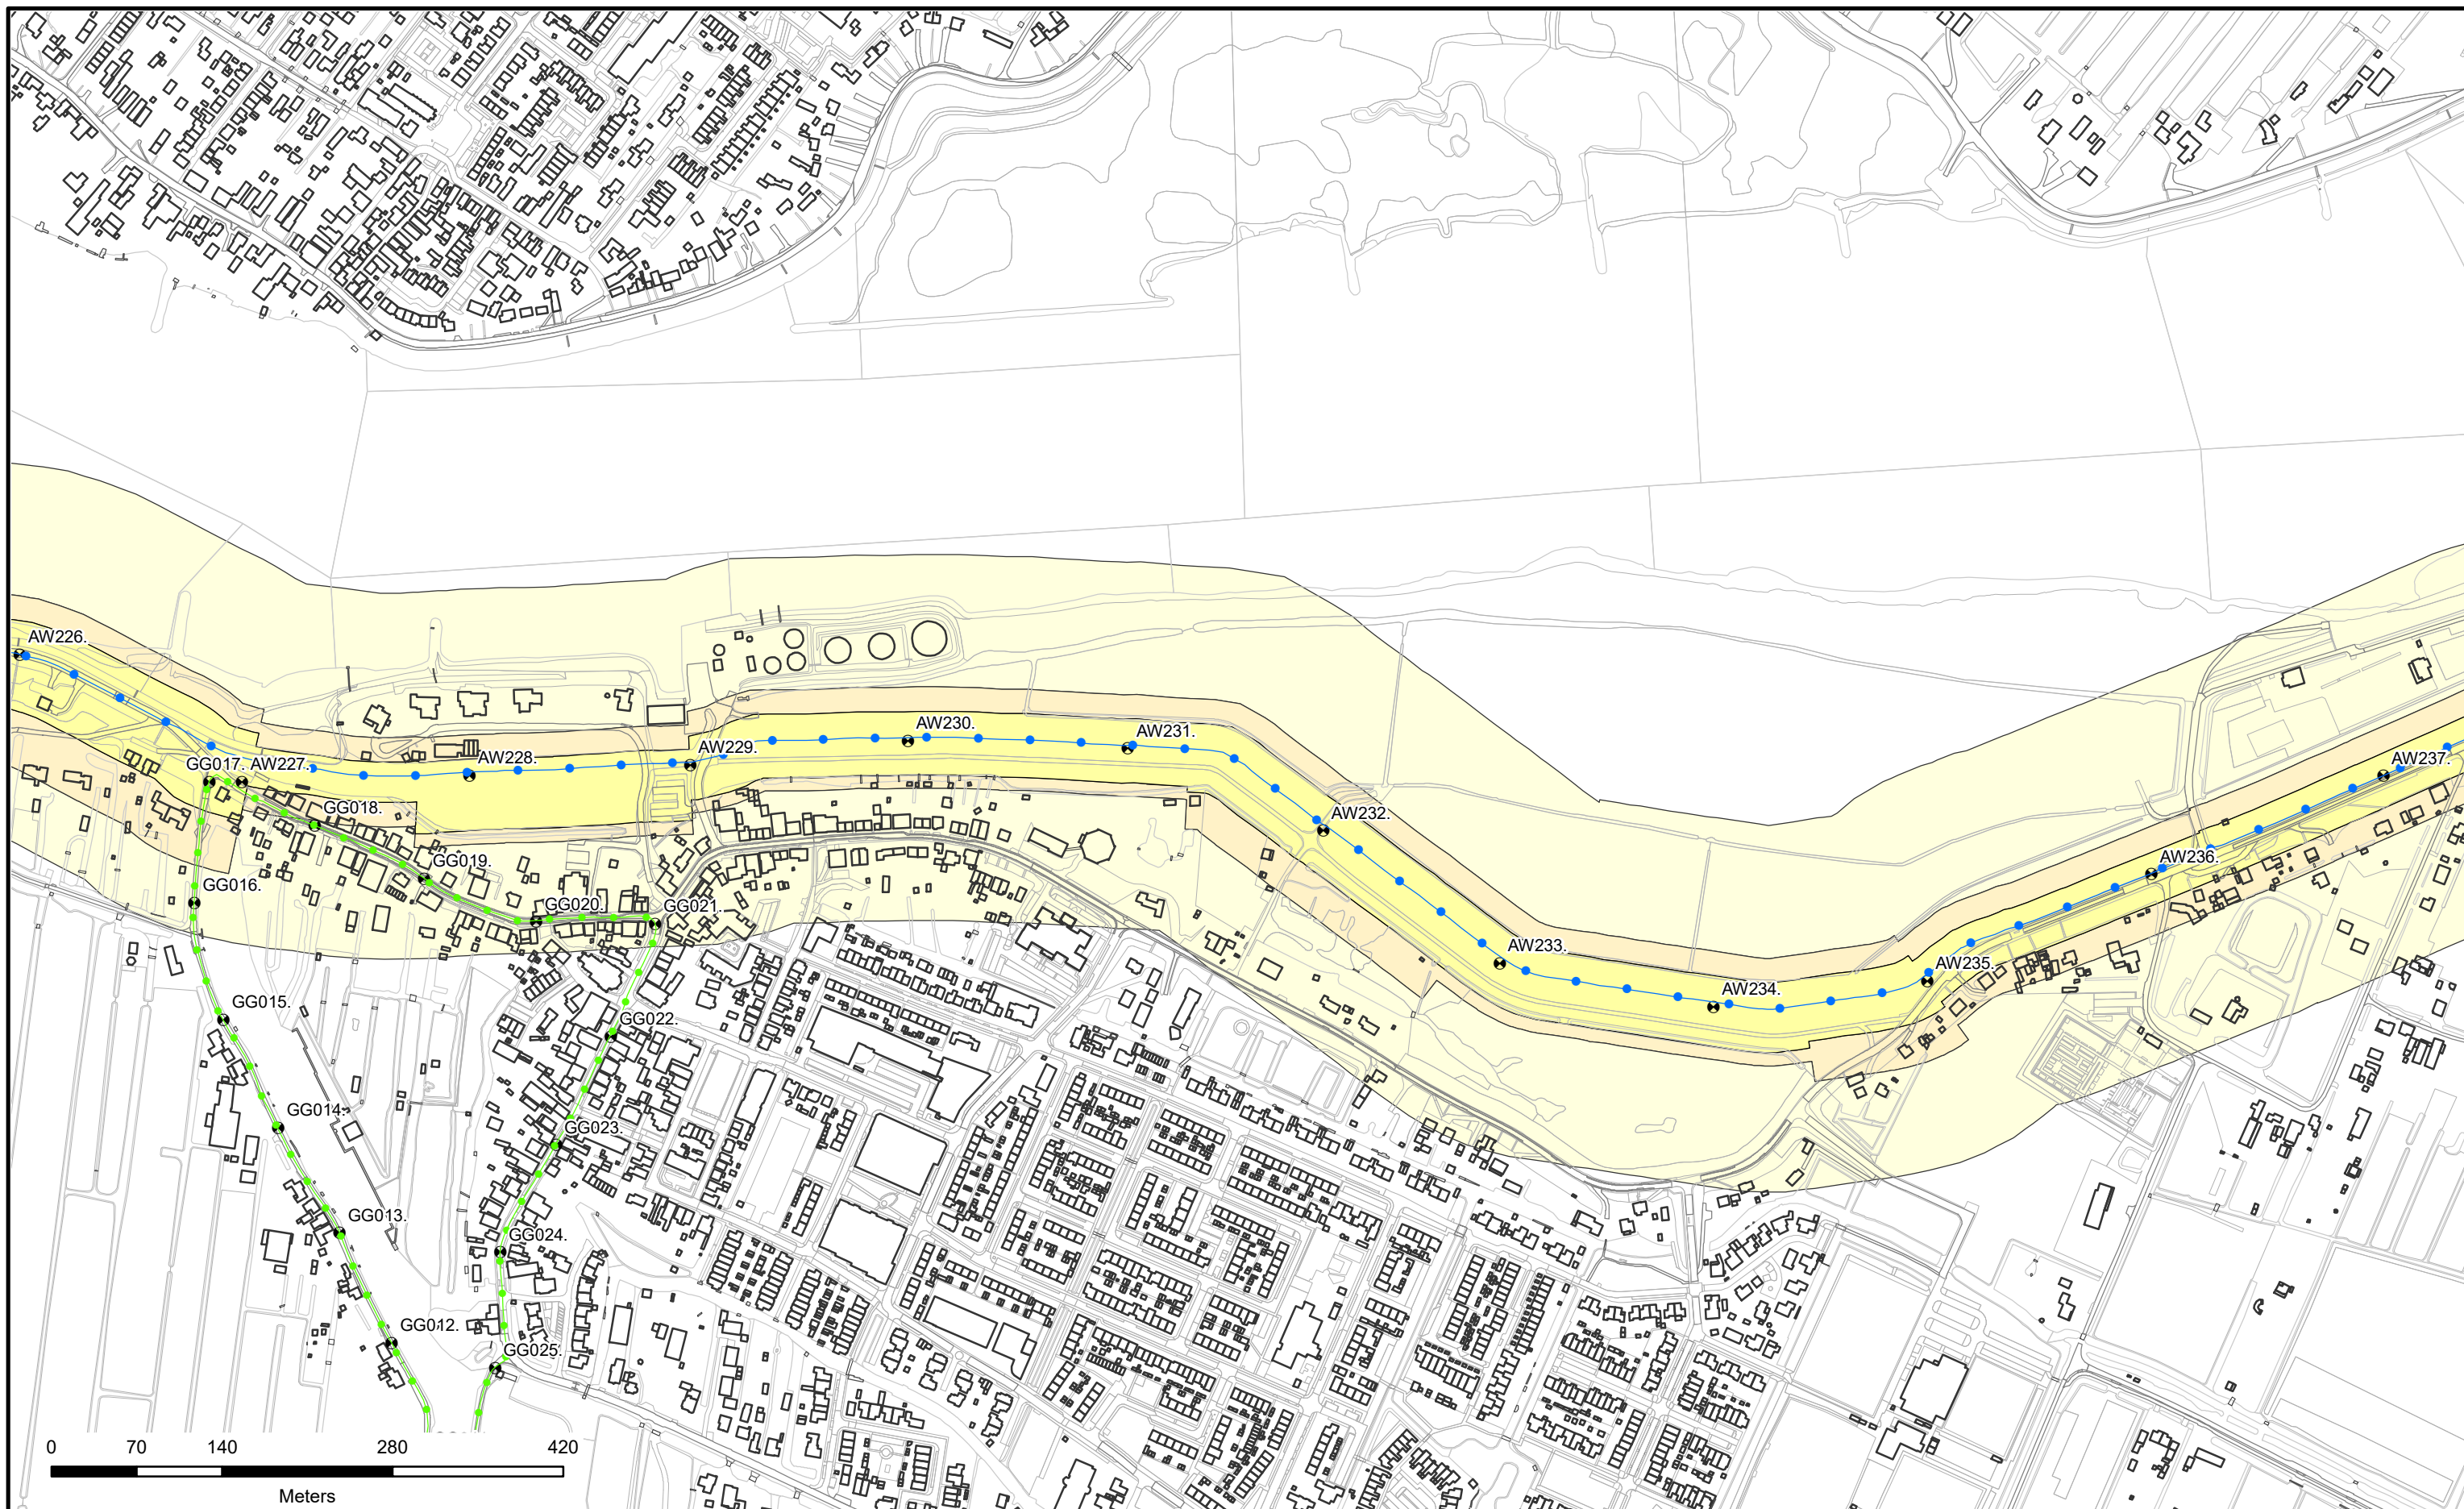 AW226.
AW230.
AW231.
AW229.
AW237.
GG017. AW227.
AW228.
GG018.
AW232.
GG019.
AW236.
GG016.
GG020.
GG021.
AW233.
AW235.
AW234.
GG015.
GG022.
GG014.
GG023.
GG013.
GG024.
GG012.
GG025.
0 70 140 280 420
Meters